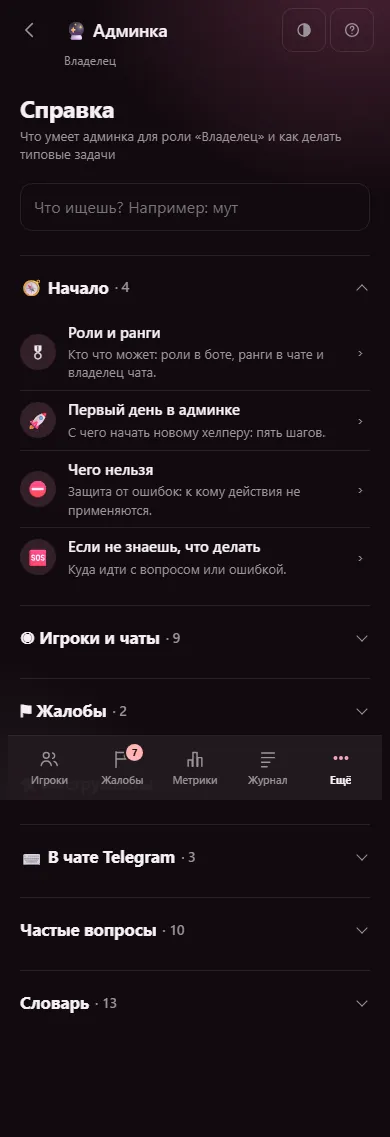 Админка
Владелец
Справка
Что умеет админка для роли «Владелец» и как делать
типовые задачи
Что ищешь? Например: мут
Начало · 4
Роли и ранги
Кто что может: роли в боте, ранги в чате и
владелец чата.
Первый день в админке
С чего начать новому хелперу: пять шагов.
Чего нельзя
Защита от ошибок: к кому действия не
применяются.
SOS
Если не знаешь, что делать
Куда идти с вопросом или ошибкой.
Игроки и чаты · 9
Жалобы · 2
7
Игроки
Жалобы
Метрики
Журнал
Ещё
В чате Telegram · 3
Частые вопросы · 10
Словарь · 13